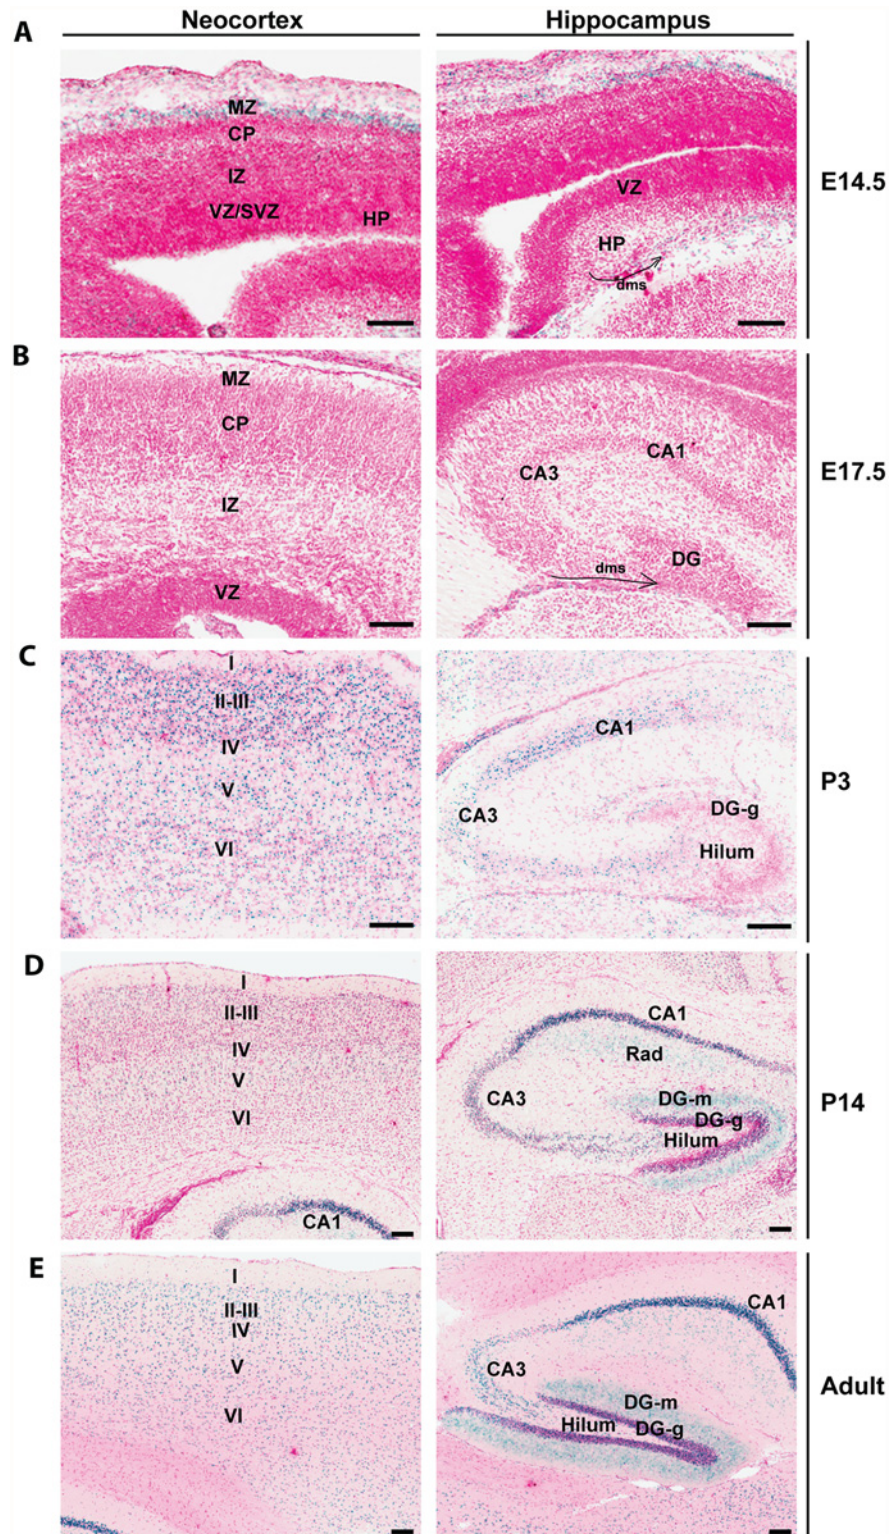 Neocortex
Hippocampus
A
MZ
CP
IZ
VZ/SVZ
HP
VZ
HP
dms
E14.5
B
MZ
CP
IZ
VZ
CA1
CA3
DG
dms
E17.5
C
I
II-III
IV
V
VI
CA1
CA3
DG-g
Hilum
P3
D
I
II-III
IV
V
VI
CA1
CA1
Rad
CA3
DG-m
DG-g
Hilum
P14
E
I
II-III
IV
V
VI
CA1
CA3
DG-m
Hilum
DG-g
Adult